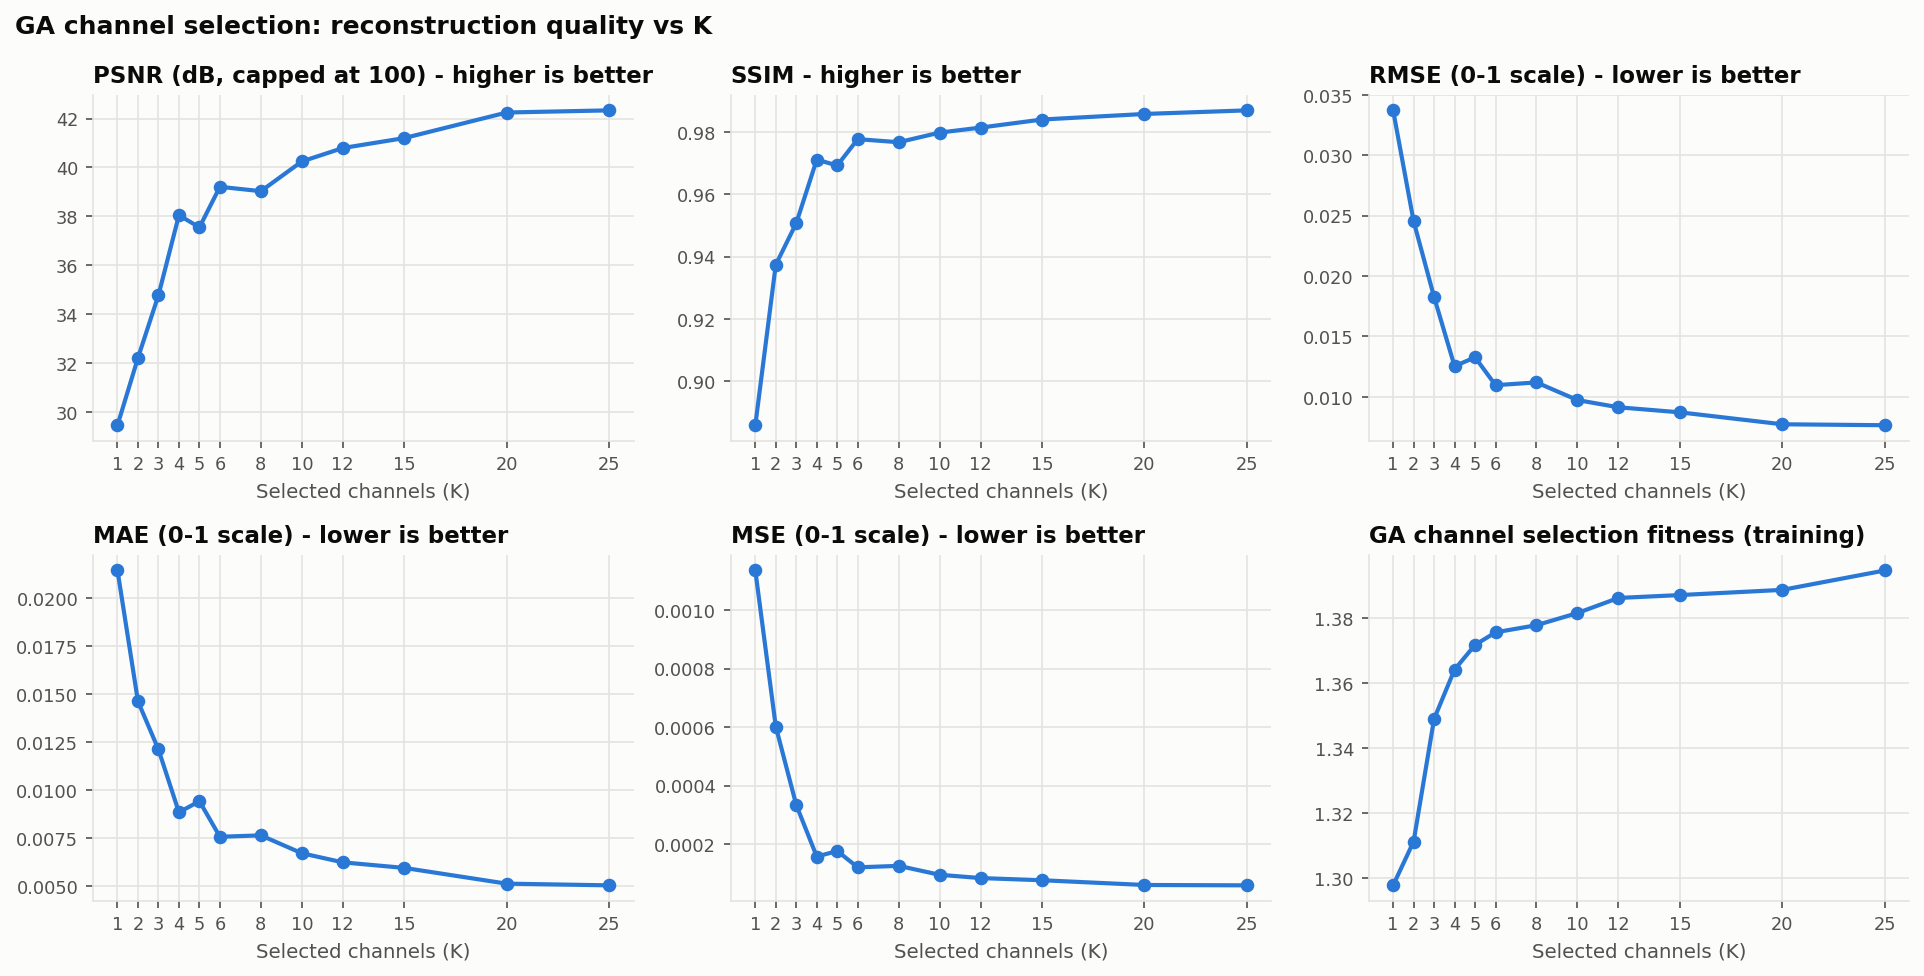 GA channel selection: reconstruction quality vs K
PSNR (dB, capped at 100) - higher is better
42
40
38
36
34
32
30
1 2 3 4 5 6 8 10 12 15 20 25
Selected channels (K)
SSIM - higher is better
0.98
0.96
0.94
0.92
0.90
1 2 3 4 5 6 8 10 12 15 20 25
Selected channels (K)
RMSE (0-1 scale) - lower is better
0.035
0.030
0.025
0.020
0.015
0.010
1 2 3 4 5 6 8 10 12 15 20 25
Selected channels (K)
MAE (0-1 scale) - lower is better
0.0200
0.0175
0.0150
0.0125
0.0100
0.0075
0.0050
1 2 3 4 5 6 8 10 12 15 20 25
Selected channels (K)
MSE (0-1 scale) - lower is better
0.0010
0.0008
0.0006
0.0004
0.0002
1 2 3 4 5 6 8 10 12 15 20 25
Selected channels (K)
GA channel selection fitness (training)
1.38
1.36
1.34
1.32
1.30
1 2 3 4 5 6 8 10 12 15 20 25
Selected channels (K)